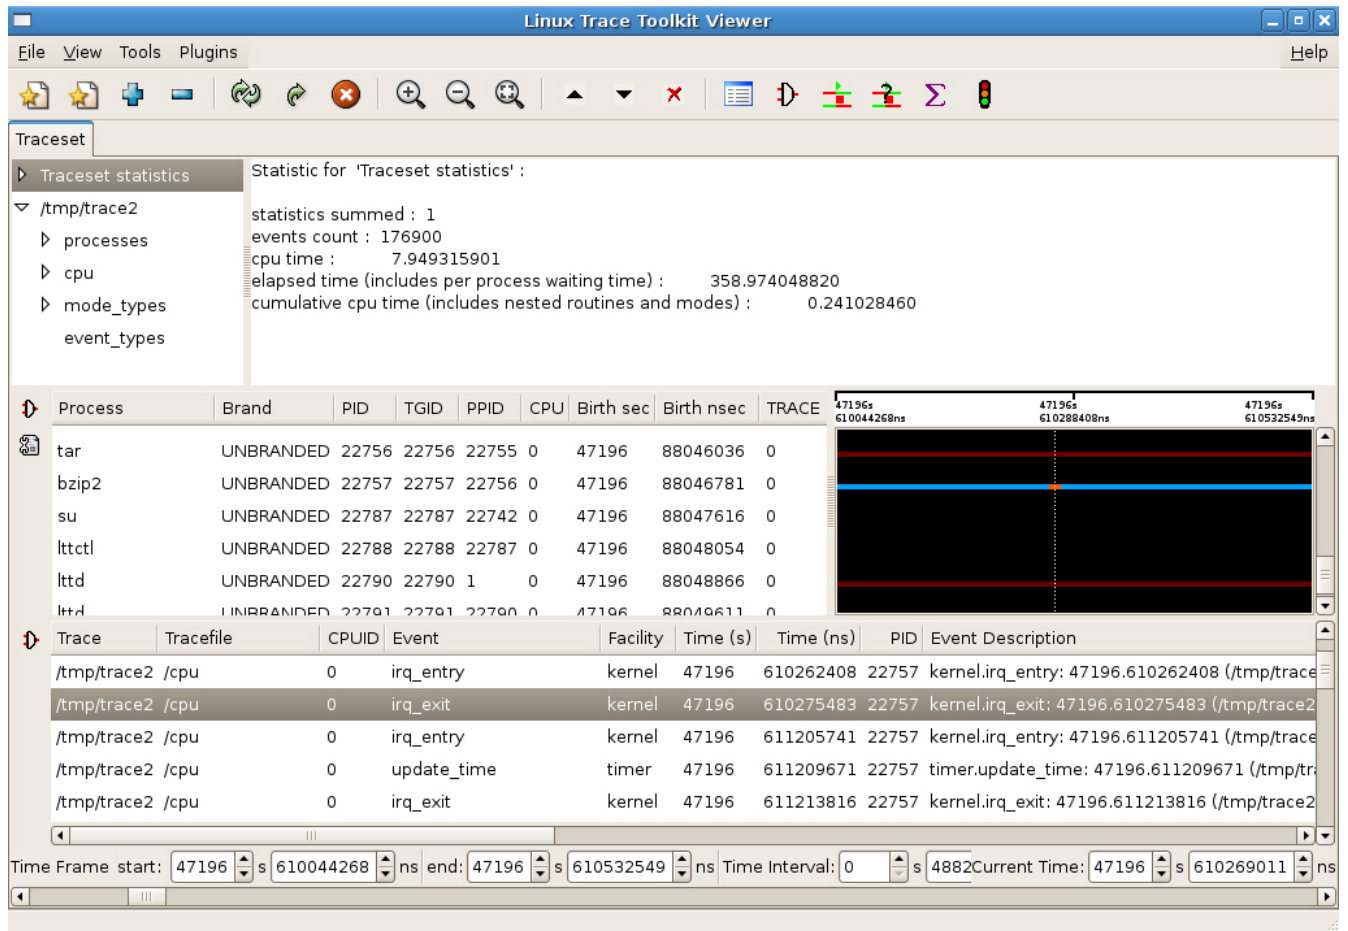 Linux Trace Toolkit Viewer
File View Tools Plugins Help
Traceset
Traceset statistics
/tmp/trace2
processes
cpu
mode_types
event_types
Statistic for 'Traceset statistics' :
statistics summed : 1
events count : 176900
cpu time : 7.949315901
elapsed time (includes per process waiting time) : 358.974048820
cumulative cpu time (includes nested routines and modes) : 0.241028460
Process Brand PID TGID PPID CPU Birth sec Birth nsec TRACE
tar UNBRANDED 22756 22756 22755 0 47196 88046036 0
bzip2 UNBRANDED 22757 22757 22756 0 47196 88046781 0
su UNBRANDED 22787 22787 22742 0 47196 88047616 0
lttctl UNBRANDED 22788 22788 22787 0 47196 88048054 0
lttd UNBRANDED 22790 22790 1 0 47196 88048866 0
lttd UNBRANDED 22791 22791 22790 0 47196 88049611 0
47196s 47196s 47196s
610044268ns 610288408ns 610532549ns
Trace Tracefile CPUID Event Facility Time (s) Time (ns) PID Event Description
/tmp/trace2 /cpu 0 irq_entry kernel 47196 610262408 22757 kernel.irq_entry: 47196.610262408 (/tmp/trace
/tmp/trace2 /cpu 0 irq_exit kernel 47196 610275483 22757 kernel.irq_exit: 47196.610275483 (/tmp/trace2
/tmp/trace2 /cpu 0 irq_entry kernel 47196 611205741 22757 kernel.irq_entry: 47196.611205741 (/tmp/trace
/tmp/trace2 /cpu 0 update_time timer 47196 611209671 22757 timer.update_time: 47196.611209671 (/tmp/tr
/tmp/trace2 /cpu 0 irq_exit kernel 47196 611213816 22757 kernel.irq_exit: 47196.611213816 (/tmp/trace2
Time Frame start: 47196 s 610044268 ns end: 47196 s 610532549 ns Time Interval: 0 s 4882 Current Time: 47196 s 610269011 ns